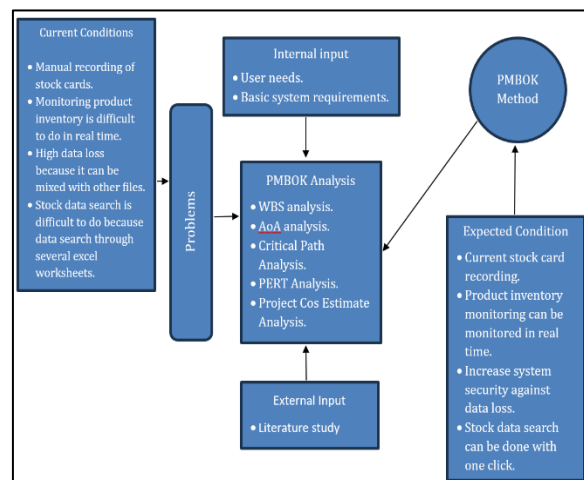 Current Conditions
• Manual recording of
stock cards.
• Monitoring product
inventory is difficult
to do in real time.
• High data loss
because it can be
mixed with other files.
• Stock data search is
difficult to do because
data search through
several excel
worksheets.
Problems
Internal input
• User needs.
• Basic system requirements.
PMBOK Analysis
• WBS analysis.
• AoA analysis.
• Critical Path
Analysis.
• PERT Analysis.
• Project Cos Estimate
Analysis.
External Input
• Literature study
PMBOK
Method
Expected Condition
• Current stock card
recording.
• Product inventory
monitoring can be
monitored in real
time.
• Increase system
security against
data loss.
• Stock data search
can be done with
one click.